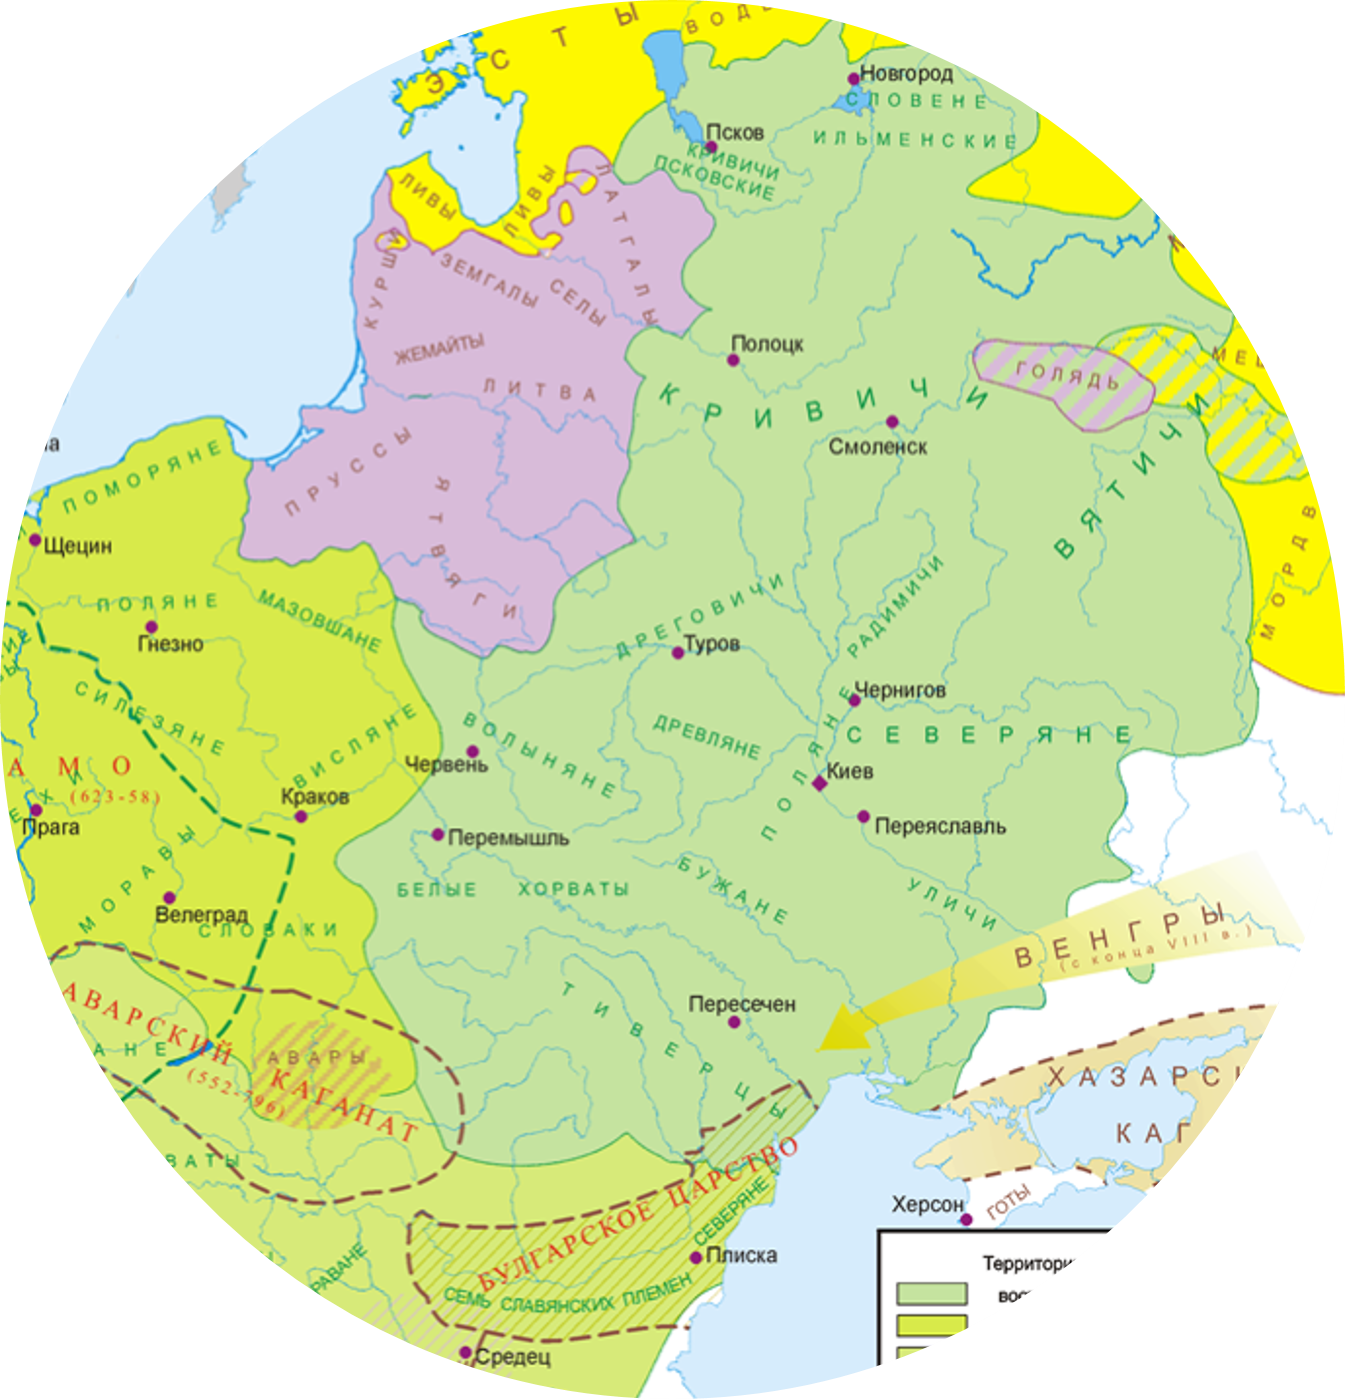 ЭСТЫ
ВОДЬ
Новгород
СЛОВЕНЕ
ИЛЬМЕНСКИЕ
Псков
КРИВИЧИ
ПСКОВСКИЕ
ЛИВЫ
ЛИВЫ
ЛАТГАЛЫ
КУРШИ
ЗЕМГАЛЫ
СЕЛЫ
ЖЕМАЙТЫ
ЛИТВА
Полоцк
КРИВИЧИ
ГОЛЯДЬ
МЕЩ
Смоленск
ПРУССЫ
ЯТВЯГИ
ВЯТИЧИ
МОРДВ
ПОМОРЯНЕ
Щецин
ПОЛЯНЕ
Гнезно
МАЗОВШАНЕ
ДРЕГОВИЧИ
Туров
РАДИМИЧИ
Чернигов
СИЛЕЗЯНЕ
ВИСЛЯНЕ
ВОЛЫНЯНЕ
ДРЕВЛЯНЕ
ПОЛЯНЕ
СЕВЕРЯНЕ
Червень
Киев
АМО
(623-58)
Краков
Прага
Переяславль
Перемышль
МОРАВЫ
БЕЛЫЕ ХОРВАТЫ
БУЖАНЕ
УЛИЧИ
Велеград
СЛОВАКИ
ВЕНГРЫ
(с конца VIII в.)
АВАРСКИЙ КАГАНАТ
(552-796)
АВАРЫ
АНЕ
ТИВЕРЦЫ
Пересечен
ХАЗАРС
КАГ
ВАТЫ
БУЛГАРСКОЕ ЦАРСТВО
СЕВЕРЯНЕ
Херсон
ГОТЫ
Плиска
РАВАНЕ
СЕМЬ СЛАВЯНСКИХ ПЛЕМЕН
Средец
Территори
вос